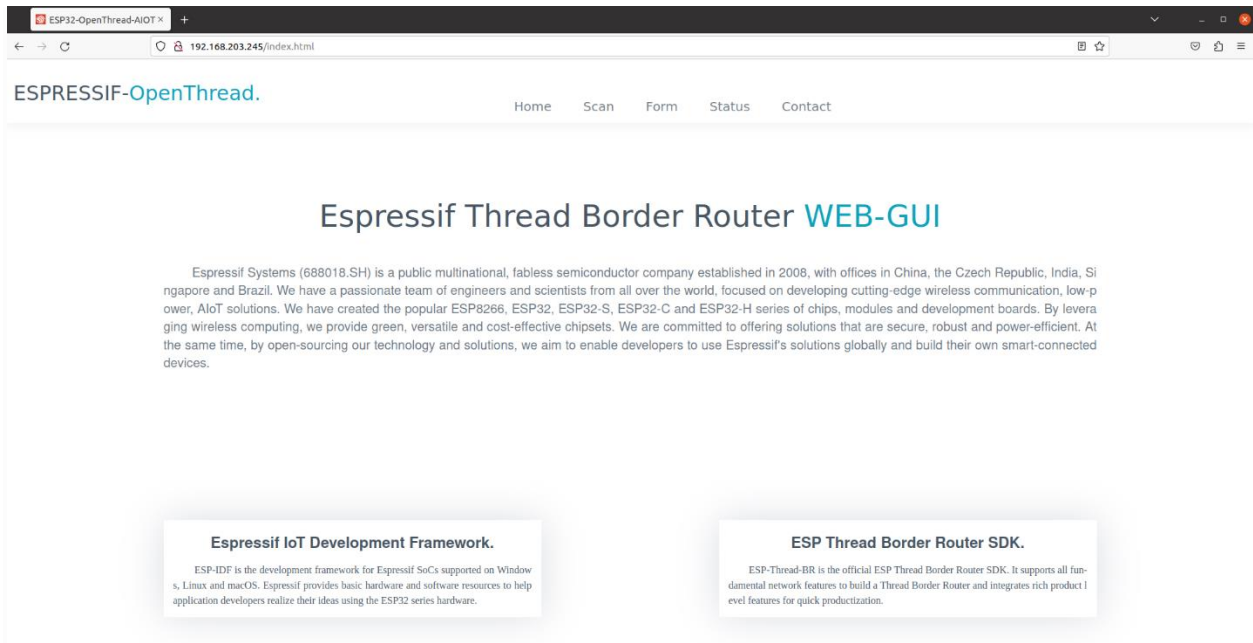 ESP32-OpenThread-AIOT
192.168.203.245/index.html
ESPRESSIF-OpenThread.
Home Scan Form Status Contact
Espressif Thread Border Router WEB-GUI
Espressif Systems (688018.SH) is a public multinational, fabless semiconductor company established in 2008, with offices in China, the Czech Republic, India, Si
ngapore and Brazil. We have a passionate team of engineers and scientists from all over the world, focused on developing cutting-edge wireless communication, low-p
ower, AIoT solutions. We have created the popular ESP8266, ESP32, ESP32-S, ESP32-C and ESP32-H series of chips, modules and development boards. By levera
ging wireless computing, we provide green, versatile and cost-effective chipsets. We are committed to offering solutions that are secure, robust and power-efficient. At
the same time, by open-sourcing our technology and solutions, we aim to enable developers to use Espressif's solutions globally and build their own smart-connected
devices.
Espressif IoT Development Framework.
ESP-IDF is the development framework for Espressif SoCs supported on Window
s, Linux and macOS. Espressif provides basic hardware and software resources to help
application developers realize their ideas using the ESP32 series hardware.
ESP Thread Border Router SDK.
ESP-Thread-BR is the official ESP Thread Border Router SDK. It supports all fun-
damental network features to build a Thread Border Router and integrates rich product l
evel features for quick productization.